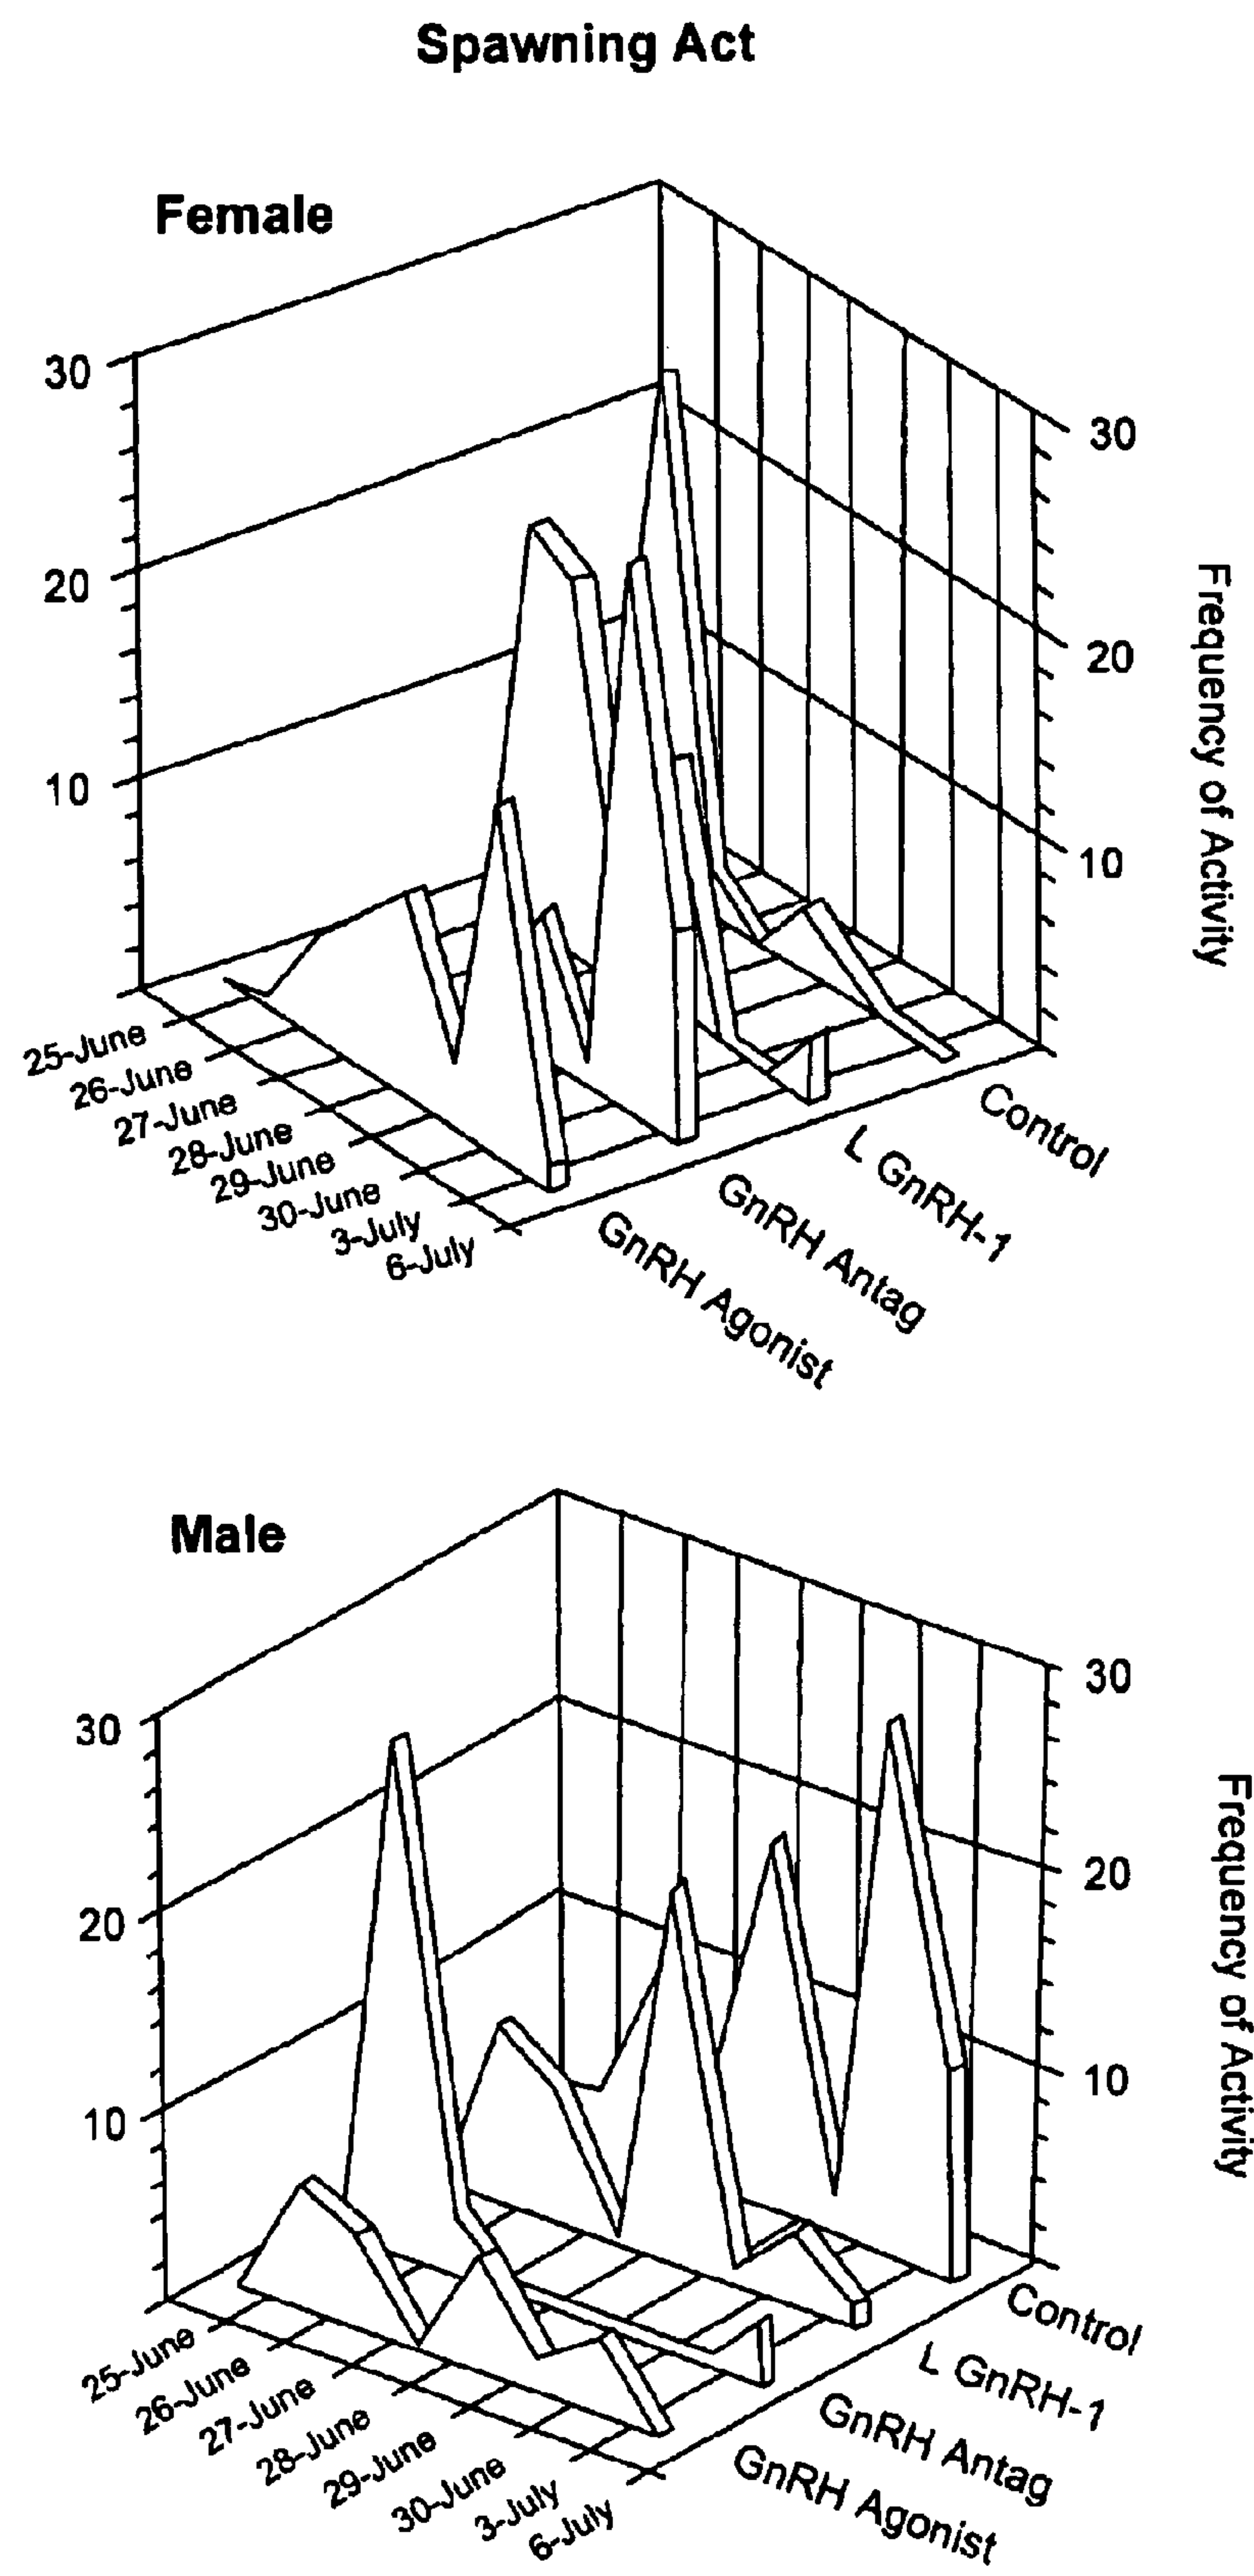 Spawning Act
Female
30
20
10
30
20
10
Frequency of Activity
25-June
26-June
27-June
28-June
29-June
30-June
3-July
6-July
Control
L GnRH-1
GnRH Antag
GnRH Agonist
Male
30
20
10
30
20
10
Frequency of Activity
25-June
26-June
27-June
28-June
29-June
30-June
3-July
6-July
Control
L GnRH-1
GnRH Antag
GnRH Agonist